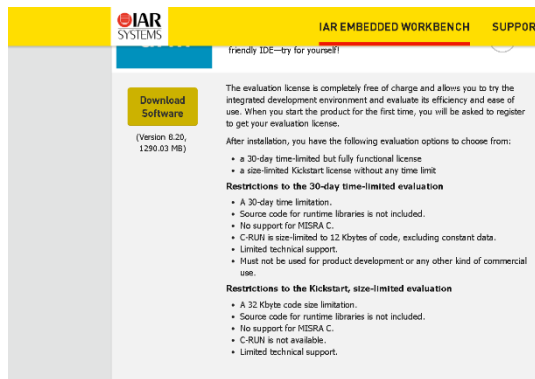 IAR
SYSTEMS
IAR EMBEDDED WORKBENCH
SUPPOR
friendly IDE—try for yourself!
Download
Software
(Version 8.20,
1290.03 MB)
The evaluation license is completely free of charge and allows you to try the
integrated development environment and evaluate its efficiency and ease of
use. When you start the product for the first time, you will be asked to register
to get your evaluation license.
After installation, you have the following evaluation options to choose from:
• a 30-day time-limited but fully functional license
• a size-limited Kickstart license without any time limit
Restrictions to the 30-day time-limited evaluation
• A 30-day time limitation.
• Source code for runtime libraries is not included.
• No support for MISRA C.
• C-RUN is size-limited to 12 Kbytes of code, excluding constant data.
• Limited technical support.
• Must not be used for product development or any other kind of commercial
use.
Restrictions to the Kickstart, size-limited evaluation
• A 32 Kbyte code size limitation.
• Source code for runtime libraries is not included.
• No support for MISRA C.
• C-RUN is not available.
• Limited technical support.